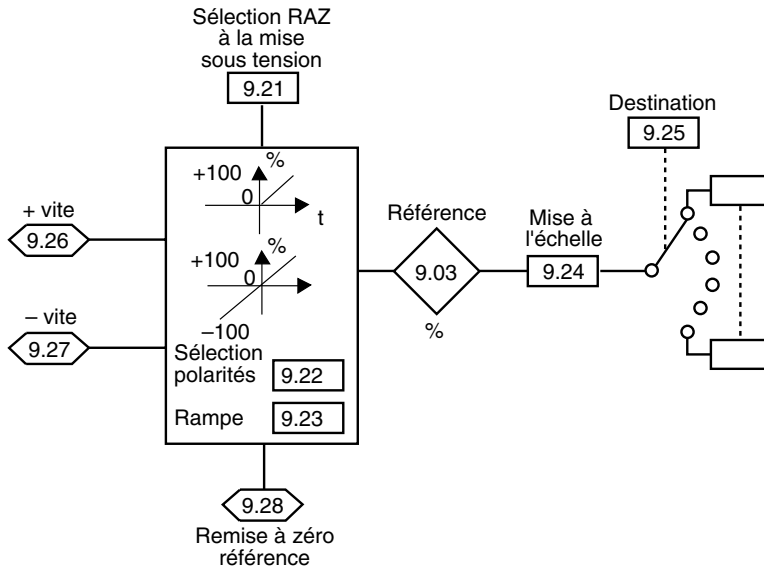 Sélection RAZ
à la mise
sous tension
9.21
Destination
9.25
%
+100
0
t
+ vite
9.26
Référence
9.03
%
Mise à
l'échelle
9.24
%
+100
0
–100
– vite
9.27
Sélection
polarités
9.22
Rampe
9.23
9.28
Remise à zéro
référence